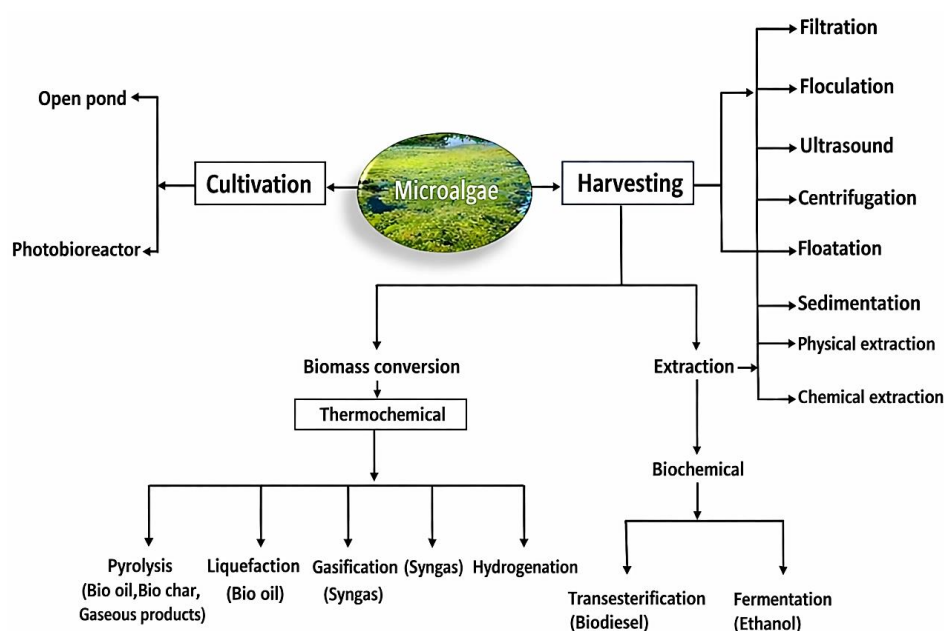 Filtration
Open pond
Floculation
Ultrasound
Cultivation
Microalgae
Harvesting
Centrifugation
Photobioreactor
Floatation
Sedimentation
Physical extraction
Biomass conversion
Extraction
Chemical extraction
Thermochemical
Biochemical
Pyrolysis
(Bio oil,Bio char,
Gaseous products)
Liquefaction
(Bio oil)
Gasification
(Syngas)
(Syngas)
Hydrogenation
Transesterification
(Biodiesel)
Fermentation
(Ethanol)